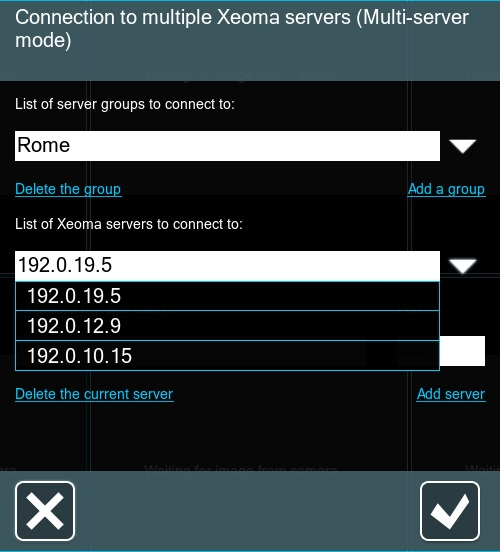 Connection to multiple Xeoma servers (Multi-server
mode)
List of server groups to connect to:
Rome
Delete the group
Add a group
List of Xeoma servers to connect to:
192.0.19.5
192.0.19.5
192.0.12.9
192.0.10.15
Delete the current server
Add server
Waiting for image from camera